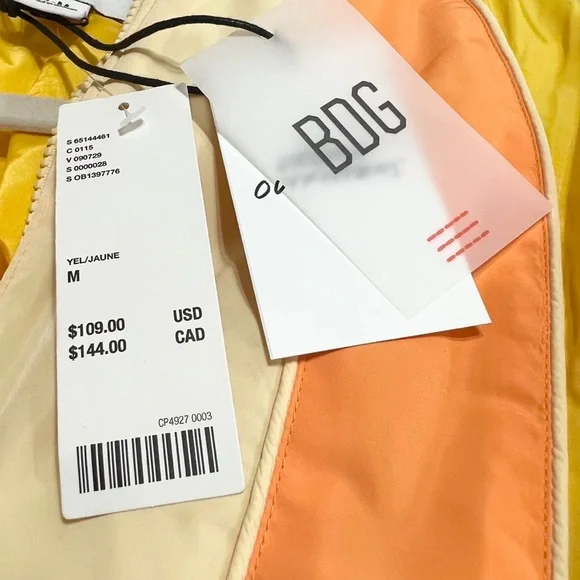 S 65144461
C 0115
V 090729
S 0000028
S OB1397776
YEL/JAUNE
M
$109.00 USD
$144.00 CAD
CP4927 0003
BDG